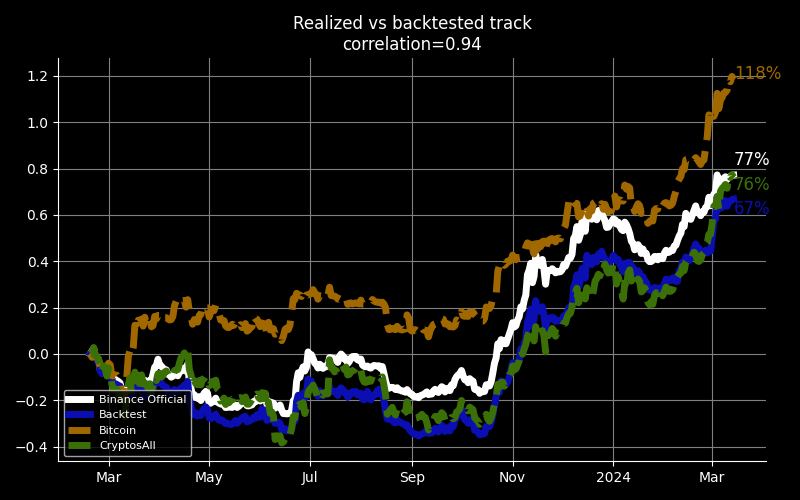 Realized vs backtested track
correlation=0.94
1.2
1.0
0.8
0.6
0.4
0.2
0.0
−0.2
−0.4
118%
77%
76%
67%
Binance Official
Backtest
Bitcoin
CryptosAll
Mar
May
Jul
Sep
Nov
2024
Mar